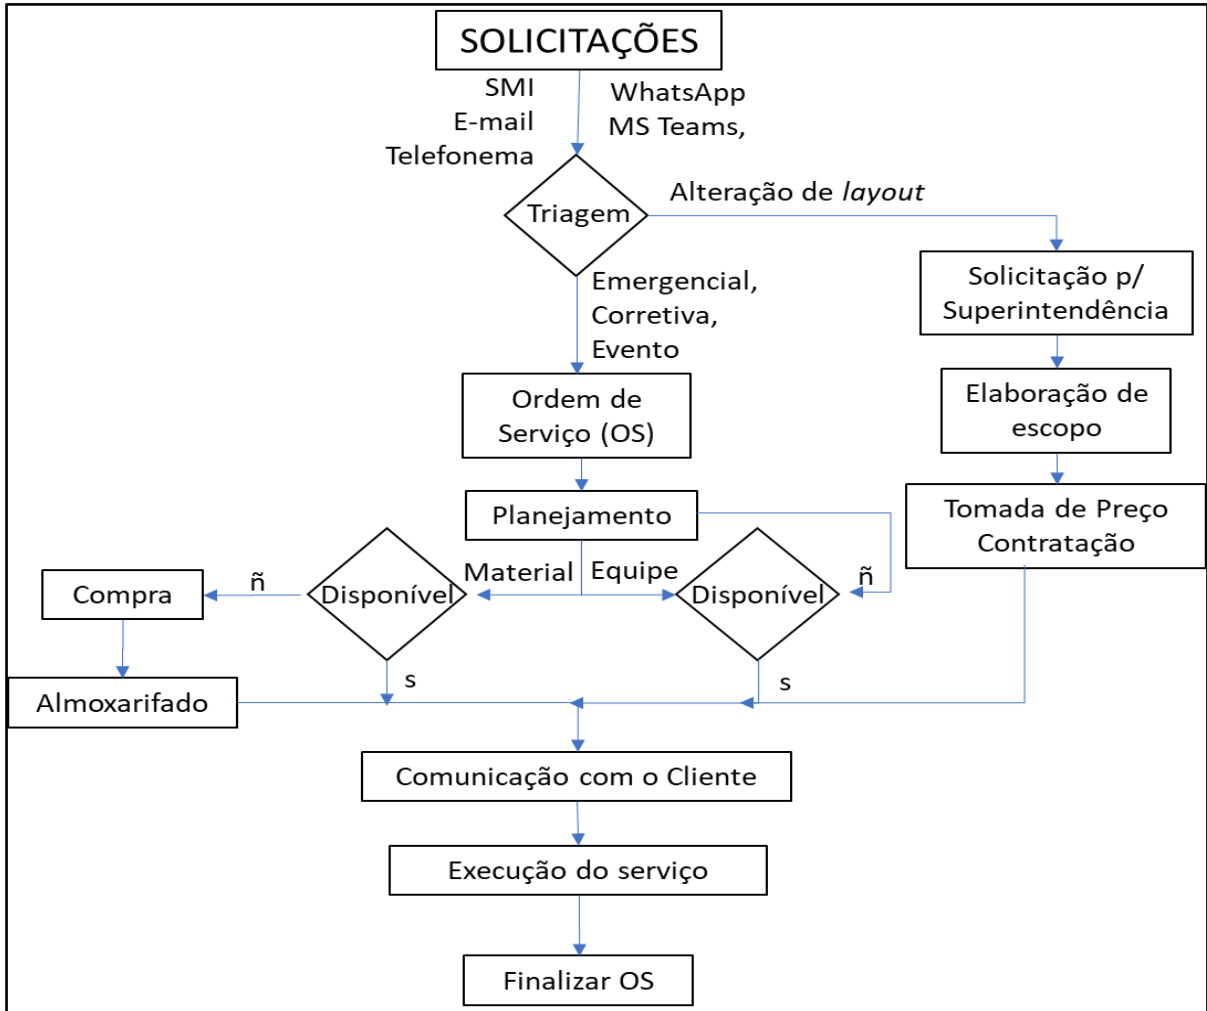 SOLICITAÇÕES
SMI
E-mail
Telefonema
WhatsApp
MS Teams,
Triagem
Alteração de layout
Emergencial,
Corretiva,
Evento
Solicitação p/
Superintendência
Ordem de
Serviço (OS)
Elaboração de
escopo
Planejamento
Tomada de Preço
Contratação
Material
Equipe
Disponível
Disponível
ñ
ñ
Compra
s
s
Almoxarifado
Comunicação com o Cliente
Execução do serviço
Finalizar OS